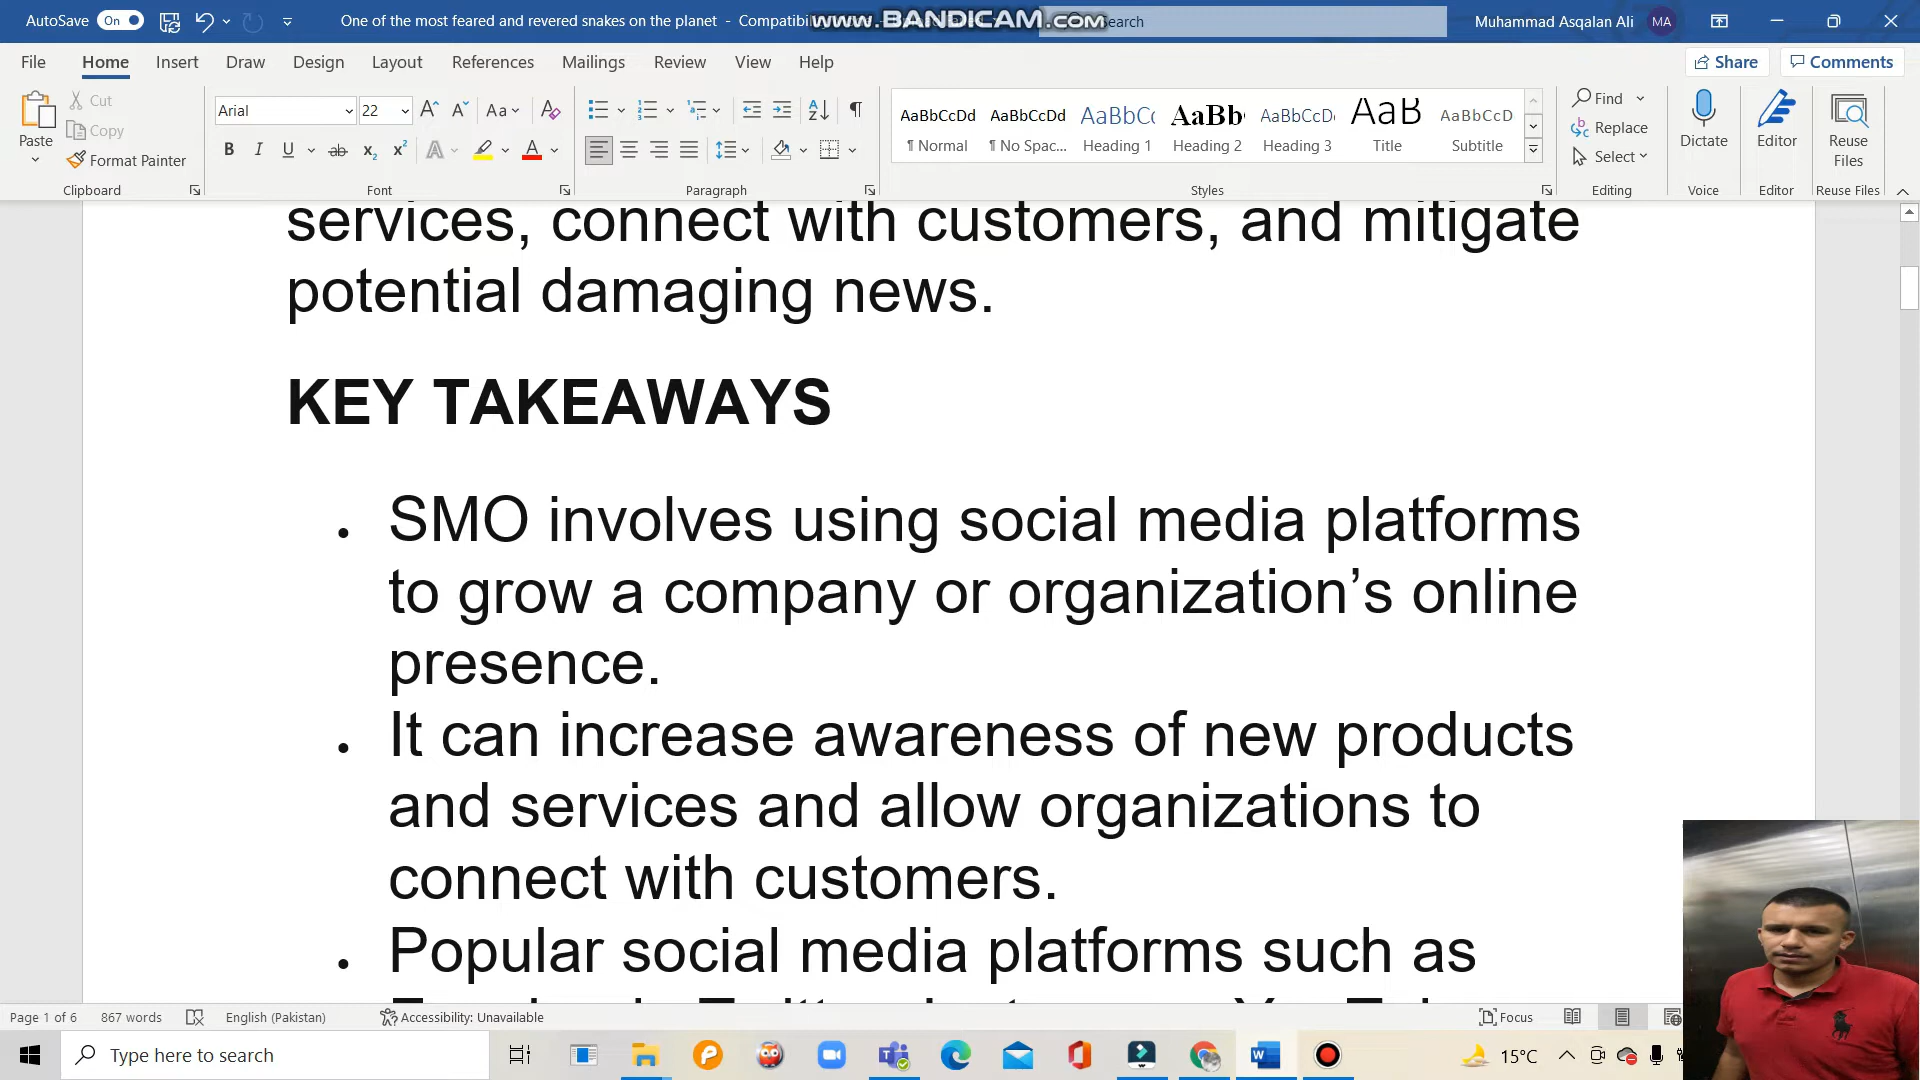 AutoSave On One of the most feared and revered snakes on the planet - Compatibility www.BANDICAM.com Search Muhammad Asqalan Ali MA
File Home Insert Draw Design Layout References Mailings Review View Help Share Comments
Paste Cut Copy Format Painter
Arial 22 Aa
B I U ab x₂ x² A A
AaBbCcDd AaBbCcDd AaBbCc AaBb AaBbCcD AaB AaBbCcD
¶ Normal ¶ No Spac... Heading 1 Heading 2 Heading 3 Title Subtitle
Find Replace Select
Dictate Editor Reuse Files
Clipboard Font Paragraph Styles Editing Voice Editor Reuse Files
services, connect with customers, and mitigate
potential damaging news.
KEY TAKEAWAYS
• SMO involves using social media platforms
to grow a company or organization’s online
presence.
• It can increase awareness of new products
and services and allow organizations to
connect with customers.
• Popular social media platforms such as
Page 1 of 6 867 words English (Pakistan) Accessibility: Unavailable Focus
Type here to search 15°C